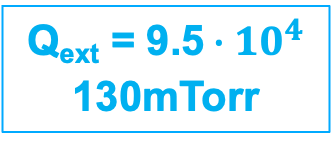 Qₑₓₜ = 9.5 · 10⁴
130mTorr